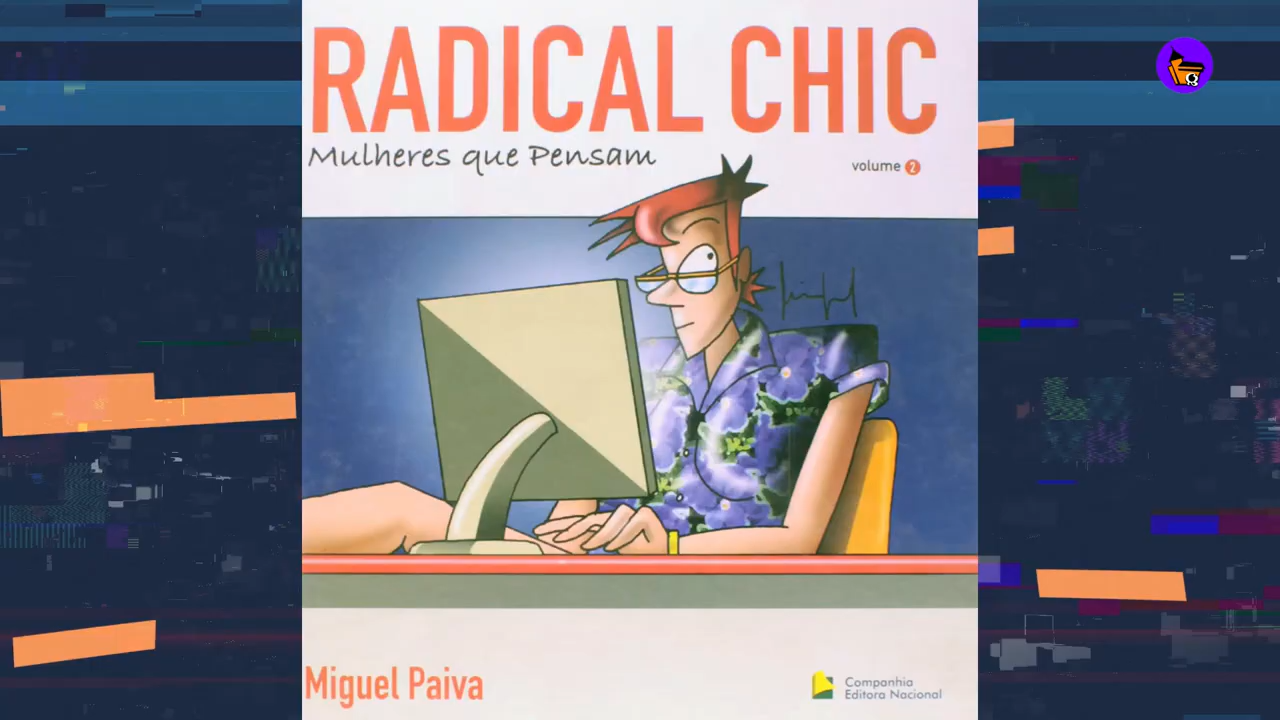 RADICAL CHIC
Mulheres que Pensam
volume 2
Miguel Paiva
Companhia
Editora Nacional